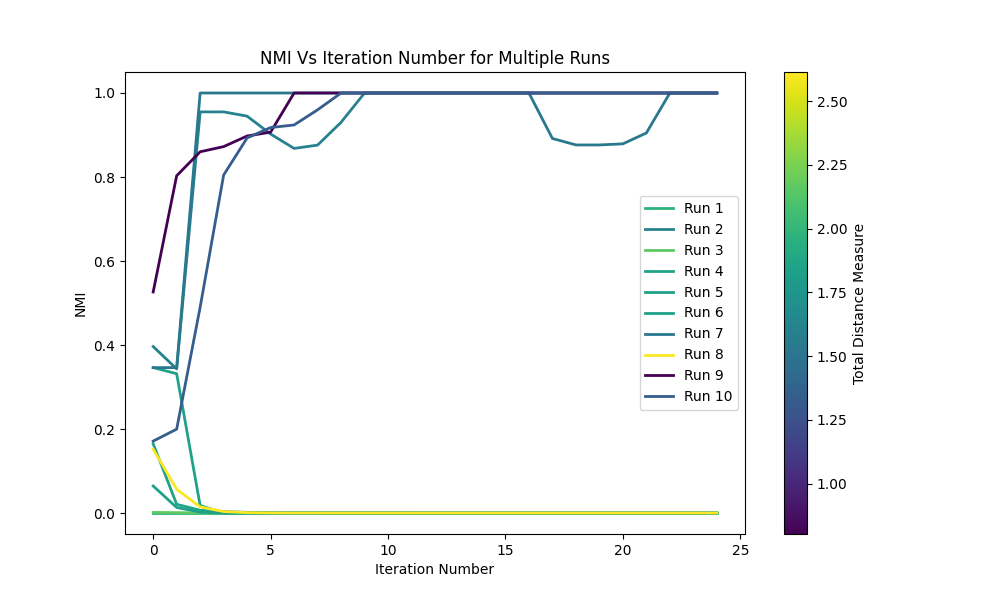 NMI Vs Iteration Number for Multiple Runs
NMI
1.0
0.8
0.6
0.4
0.2
0.0
0
5
10
15
20
25
Iteration Number
Run 1
Run 2
Run 3
Run 4
Run 5
Run 6
Run 7
Run 8
Run 9
Run 10
2.50
2.25
2.00
1.75
1.50
1.25
1.00
Total Distance Measure